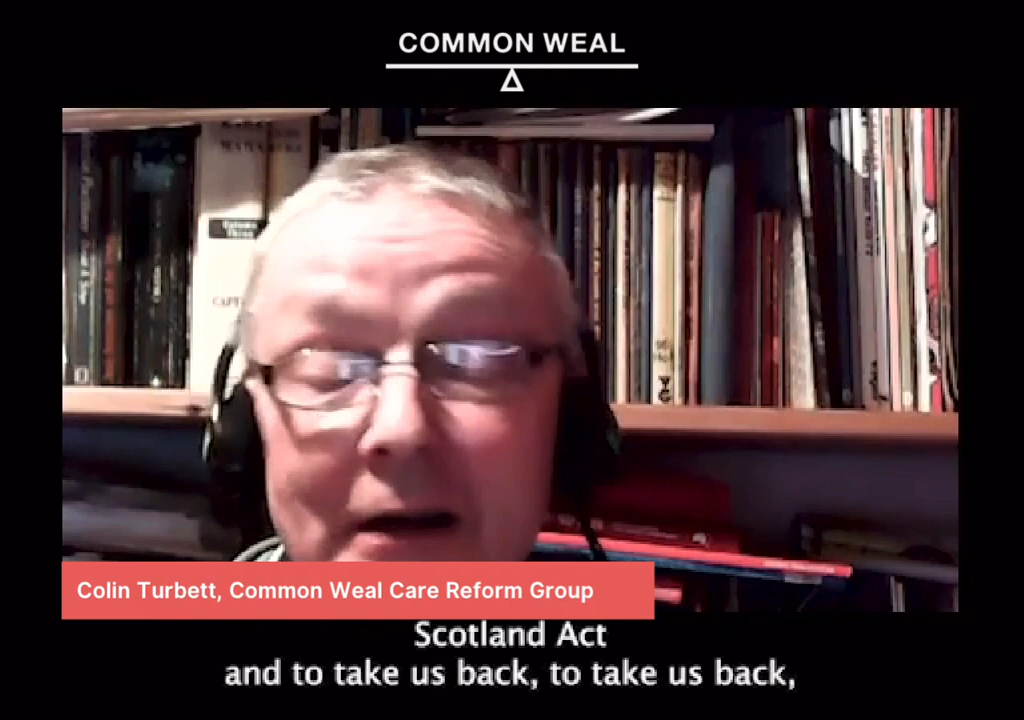 COMMON WEAL
Colin Turbett, Common Weal Care Reform Group
Scotland Act
and to take us back, to take us back,